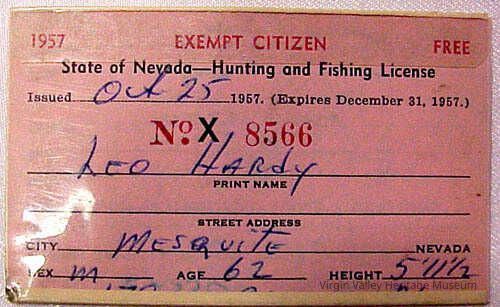 1957 EXEMPT CITIZEN FREE
State of Nevada—Hunting and Fishing License
Issued Oct 25 1957. (Expires December 31, 1957.)
No. X 8566
Leo Hardy
PRINT NAME
STREET ADDRESS
CITY Mesquite NEVADA
SEX M AGE 62 HEIGHT 5'11½
Virgin Valley Heritage Museum